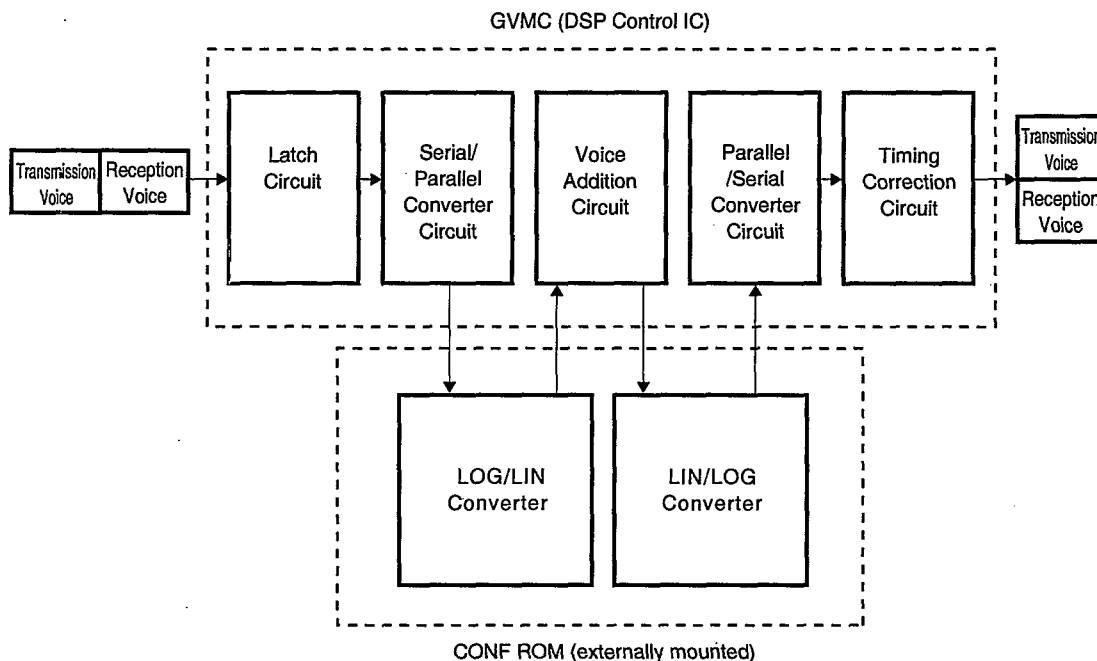 GVMC (DSP Control IC)
Transmission
Voice
Reception
Voice
Latch
Circuit
Serial/
Parallel
Converter
Circuit
Voice
Addition
Circuit
Parallel
/Serial
Converter
Circuit
Timing
Correction
Circuit
Transmission
Voice
Reception
Voice
LOG/LIN
Converter
LIN/LOG
Converter
CONF ROM (externally mounted)